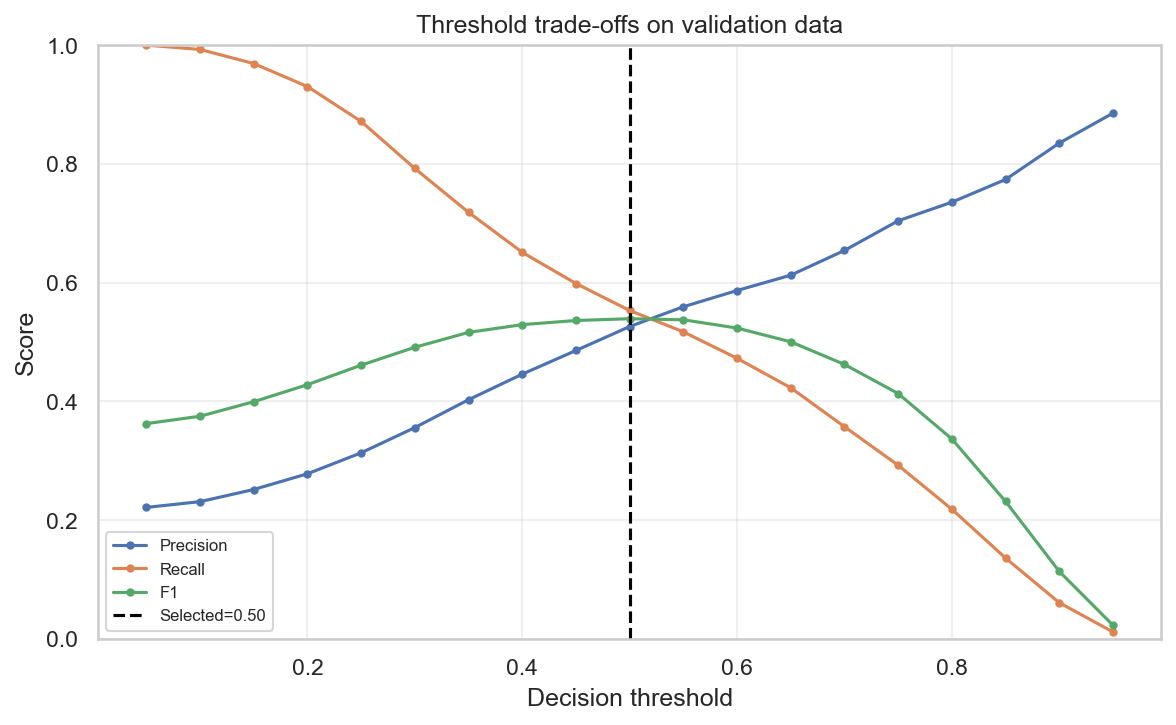 Threshold trade-offs on validation data
1.0
0.8
0.6
0.4
0.2
0.0
Score
Precision
Recall
F1
Selected=0.50
0.2 0.4 0.6 0.8
Decision threshold